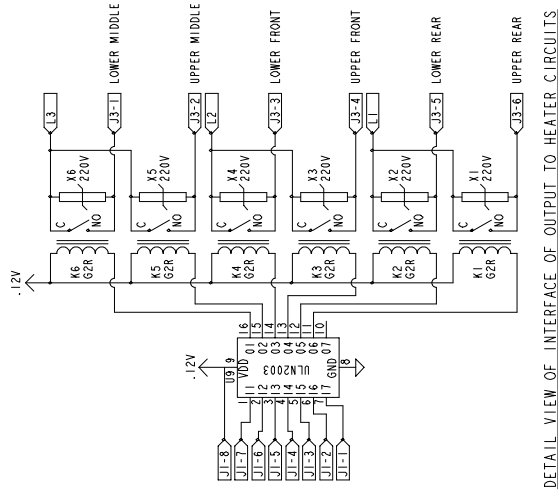 L3
J3-1 LOWER MIDDLE
J3-2 UPPER MIDDLE
L2
J3-3 LOWER FRONT
J3-4 UPPER FRONT
L1
J3-5 LOWER REAR
J3-6 UPPER REAR
X6
220V
X5
220V
X4
220V
X3
220V
X2
220V
X1
220V
C
NO
C
NO
C
NO
C
NO
C
NO
C
NO
K6
G2R
K5
G2R
K4
G2R
K3
G2R
K2
G2R
K1
G2R
.12V
.12V
U9 9
VDD
ULN2003
GND
8
16
15
14
13
12
11
10
O1
O2
O3
O4
O5
O6
O7
I1
I2
I3
I4
I5
I6
I7
1
2
3
4
5
6
7
J1-8
J1-7
J1-6
J1-5
J1-4
J1-3
J1-2
J1-1
DETAIL VIEW OF INTERFACE OF OUTPUT TO HEATER CIRCUITS